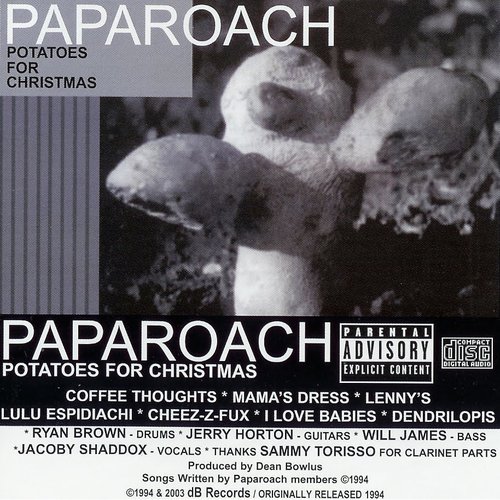 PAPAROACH
POTATOES
FOR
CHRISTMAS
PAPAROACH
POTATOES FOR CHRISTMAS
PARENTAL
ADVISORY
EXPLICIT CONTENT
COMPACT
disc
DIGITAL AUDIO
COFFEE THOUGHTS * MAMA'S DRESS * LENNY'S
LULU ESPIDIACHI * CHEEZ-Z-FUX * I LOVE BABIES * DENDRILOPIS
* RYAN BROWN - DRUMS * JERRY HORTON - GUITARS * WILL JAMES - BASS
*JACOBY SHADDOX - VOCALS * THANKS SAMMY TORISSO FOR CLARINET PARTS
Produced by Dean Bowlus
Songs Written by Paparoach members ©1994
©1994 & 2003 dB Records / ORIGINALLY RELEASED 1994